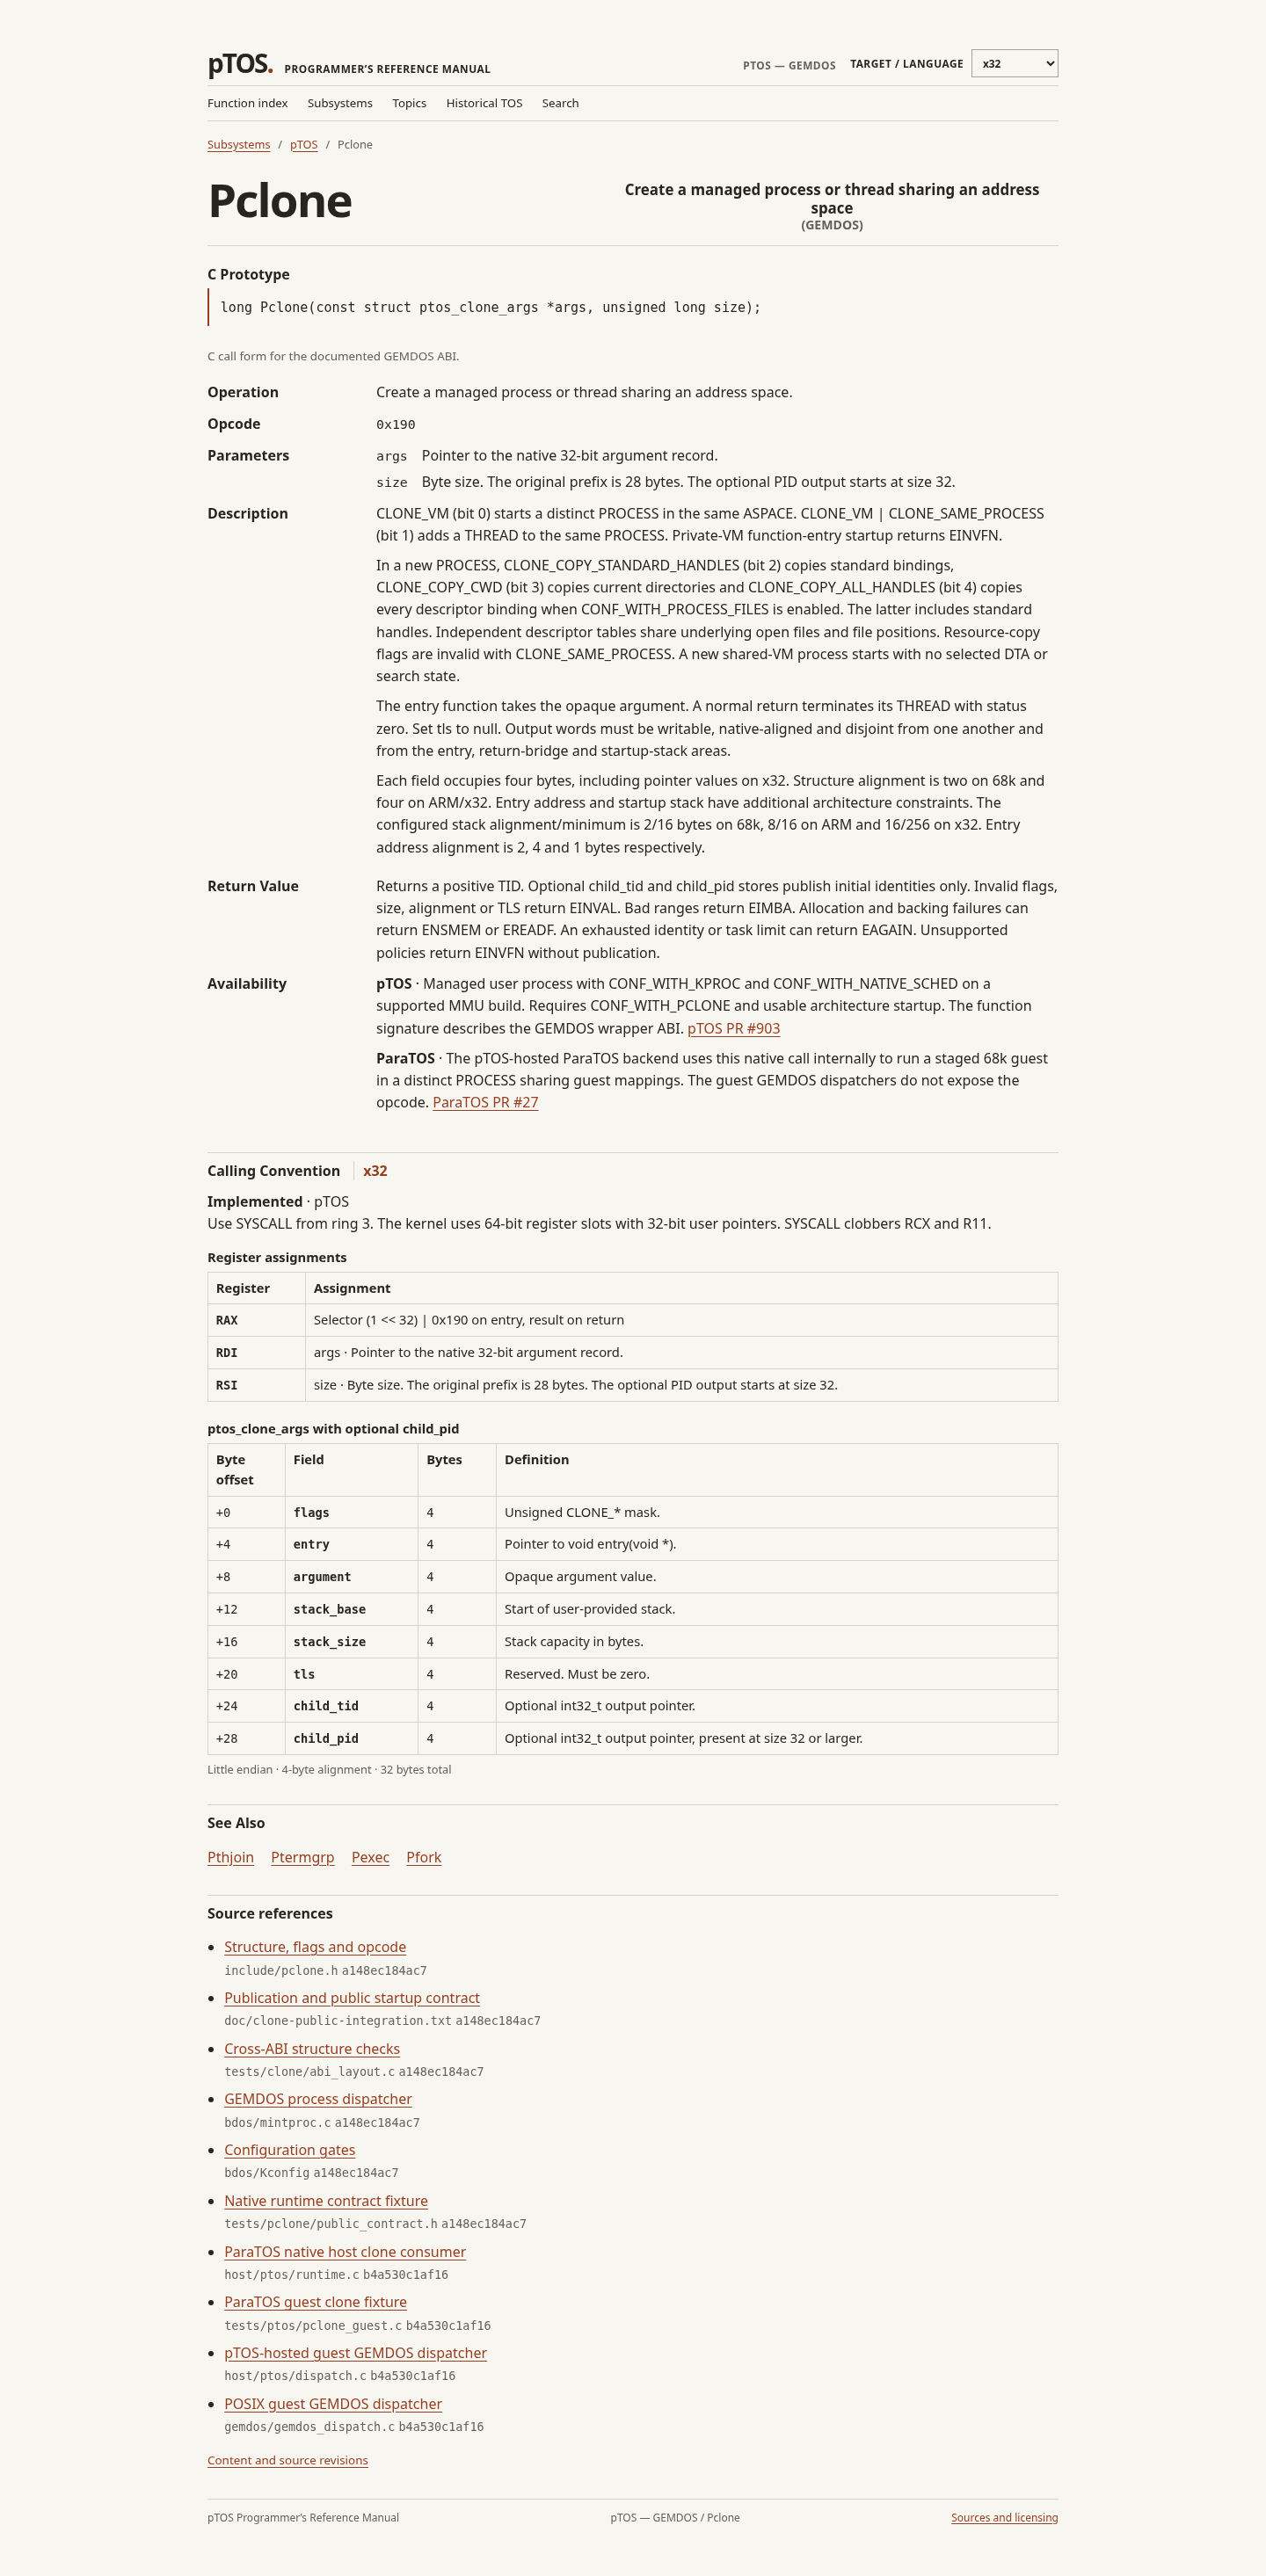 pTOS. PROGRAMMER’S REFERENCE MANUAL
PTOS — GEMDOS TARGET / LANGUAGE x32
Function index Subsystems Topics Historical TOS Search
Subsystems / pTOS / Pclone
Pclone
Create a managed process or thread sharing an address
space
(GEMDOS)
C Prototype
long Pclone(const struct ptos_clone_args *args, unsigned long size);
C call form for the documented GEMDOS ABI.
Operation Create a managed process or thread sharing an address space.
Opcode 0x190
Parameters args Pointer to the native 32-bit argument record.
size Byte size. The original prefix is 28 bytes. The optional PID output starts at size 32.
Description CLONE_VM (bit 0) starts a distinct PROCESS in the same ASPACE. CLONE_VM | CLONE_SAME_PROCESS
(bit 1) adds a THREAD to the same PROCESS. Private-VM function-entry startup returns EINVFN.
In a new PROCESS, CLONE_COPY_STANDARD_HANDLES (bit 2) copies standard bindings,
CLONE_COPY_CWD (bit 3) copies current directories and CLONE_COPY_ALL_HANDLES (bit 4) copies
every descriptor binding when CONF_WITH_PROCESS_FILES is enabled. The latter includes standard
handles. Independent descriptor tables share underlying open files and file positions. Resource-copy
flags are invalid with CLONE_SAME_PROCESS. A new shared-VM process starts with no selected DTA or
search state.
The entry function takes the opaque argument. A normal return terminates its THREAD with status
zero. Set tls to null. Output words must be writable, native-aligned and disjoint from one another and
from the entry, return-bridge and startup-stack areas.
Each field occupies four bytes, including pointer values on x32. Structure alignment is two on 68k and
four on ARM/x32. Entry address and startup stack have additional architecture constraints. The
configured stack alignment/minimum is 2/16 bytes on 68k, 8/16 on ARM and 16/256 on x32. Entry
address alignment is 2, 4 and 1 bytes respectively.
Return Value Returns a positive TID. Optional child_tid and child_pid stores publish initial identities only. Invalid flags,
size, alignment or TLS return EINVAL. Bad ranges return EIMBA. Allocation and backing failures can
return ENSMEM or EREADF. An exhausted identity or task limit can return EAGAIN. Unsupported
policies return EINVFN without publication.
Availability pTOS · Managed user process with CONF_WITH_KPROC and CONF_WITH_NATIVE_SCHED on a
supported MMU build. Requires CONF_WITH_PCLONE and usable architecture startup. The function
signature describes the GEMDOS wrapper ABI. pTOS PR #903
ParaTOS · The pTOS-hosted ParaTOS backend uses this native call internally to run a staged 68k guest
in a distinct PROCESS sharing guest mappings. The guest GEMDOS dispatchers do not expose the
opcode. ParaTOS PR #27
Calling Convention x32
Implemented · pTOS
Use SYSCALL from ring 3. The kernel uses 64-bit register slots with 32-bit user pointers. SYSCALL clobbers RCX and R11.
Register assignments
Register Assignment
RAX Selector (1 << 32) | 0x190 on entry, result on return
RDI args · Pointer to the native 32-bit argument record.
RSI size · Byte size. The original prefix is 28 bytes. The optional PID output starts at size 32.
ptos_clone_args with optional child_pid
Byte offset Field Bytes Definition
+0 flags 4 Unsigned CLONE_* mask.
+4 entry 4 Pointer to void entry(void *).
+8 argument 4 Opaque argument value.
+12 stack_base 4 Start of user-provided stack.
+16 stack_size 4 Stack capacity in bytes.
+20 tls 4 Reserved. Must be zero.
+24 child_tid 4 Optional int32_t output pointer.
+28 child_pid 4 Optional int32_t output pointer, present at size 32 or larger.
Little endian · 4-byte alignment · 32 bytes total
See Also
Pthjoin Ptermgrp Pexec Pfork
Source references
Structure, flags and opcode
include/pclone.h a148ec184ac7
Publication and public startup contract
doc/clone-public-integration.txt a148ec184ac7
Cross-ABI structure checks
tests/clone/abi_layout.c a148ec184ac7
GEMDOS process dispatcher
bdos/mintproc.c a148ec184ac7
Configuration gates
bdos/Kconfig a148ec184ac7
Native runtime contract fixture
tests/pclone/public_contract.h a148ec184ac7
ParaTOS native host clone consumer
host/ptos/runtime.c b4a530c1af16
ParaTOS guest clone fixture
tests/ptos/pclone_guest.c b4a530c1af16
pTOS-hosted guest GEMDOS dispatcher
host/ptos/dispatch.c b4a530c1af16
POSIX guest GEMDOS dispatcher
gemdos/gemdos_dispatch.c b4a530c1af16
Content and source revisions
pTOS Programmer’s Reference Manual pTOS — GEMDOS / Pclone Sources and licensing